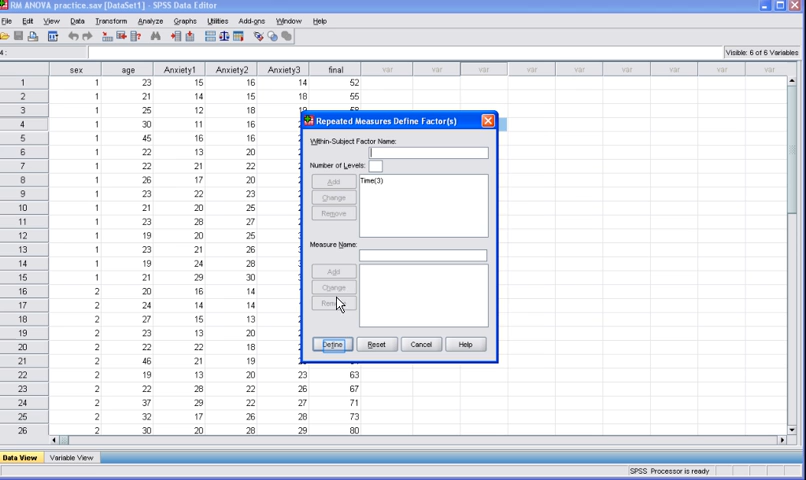 RM ANOVA practice.sav [DataSet1] - SPSS Data Editor
File Edit View Data Transform Analyze Graphs Utilities Add-ons Window Help
4 :
Visible: 6 of 6 Variables
sex age Anxiety1 Anxiety2 Anxiety3 final var var var var var var var var var
1 1 23 15 16 14 52
2 1 21 14 15 18 55
3 1 25 12 18
4 1 30 11 16
5 1 45 16 16
6 1 22 13 20
7 1 22 21 22
8 1 26 17 20
9 1 23 22 23
10 1 21 20 25
11 1 23 28 27
12 1 19 20 25
13 1 23 21 26
14 1 19 24 28
15 1 21 29 30
16 2 20 16 14
17 2 24 14 14
18 2 27 15 13
19 2 23 13 20
20 2 22 22 18
21 2 46 21 19
22 2 19 13 20 23 63
23 2 22 28 22 26 67
24 2 37 29 22 27 71
25 2 32 17 26 28 73
26 2 30 20 28 29 80
Repeated Measures Define Factor(s)
Within-Subject Factor Name:
Number of Levels:
Add
Time(3)
Change
Remove
Measure Name:
Add
Change
Define Reset Cancel Help
Data View Variable View
SPSS Processor is ready